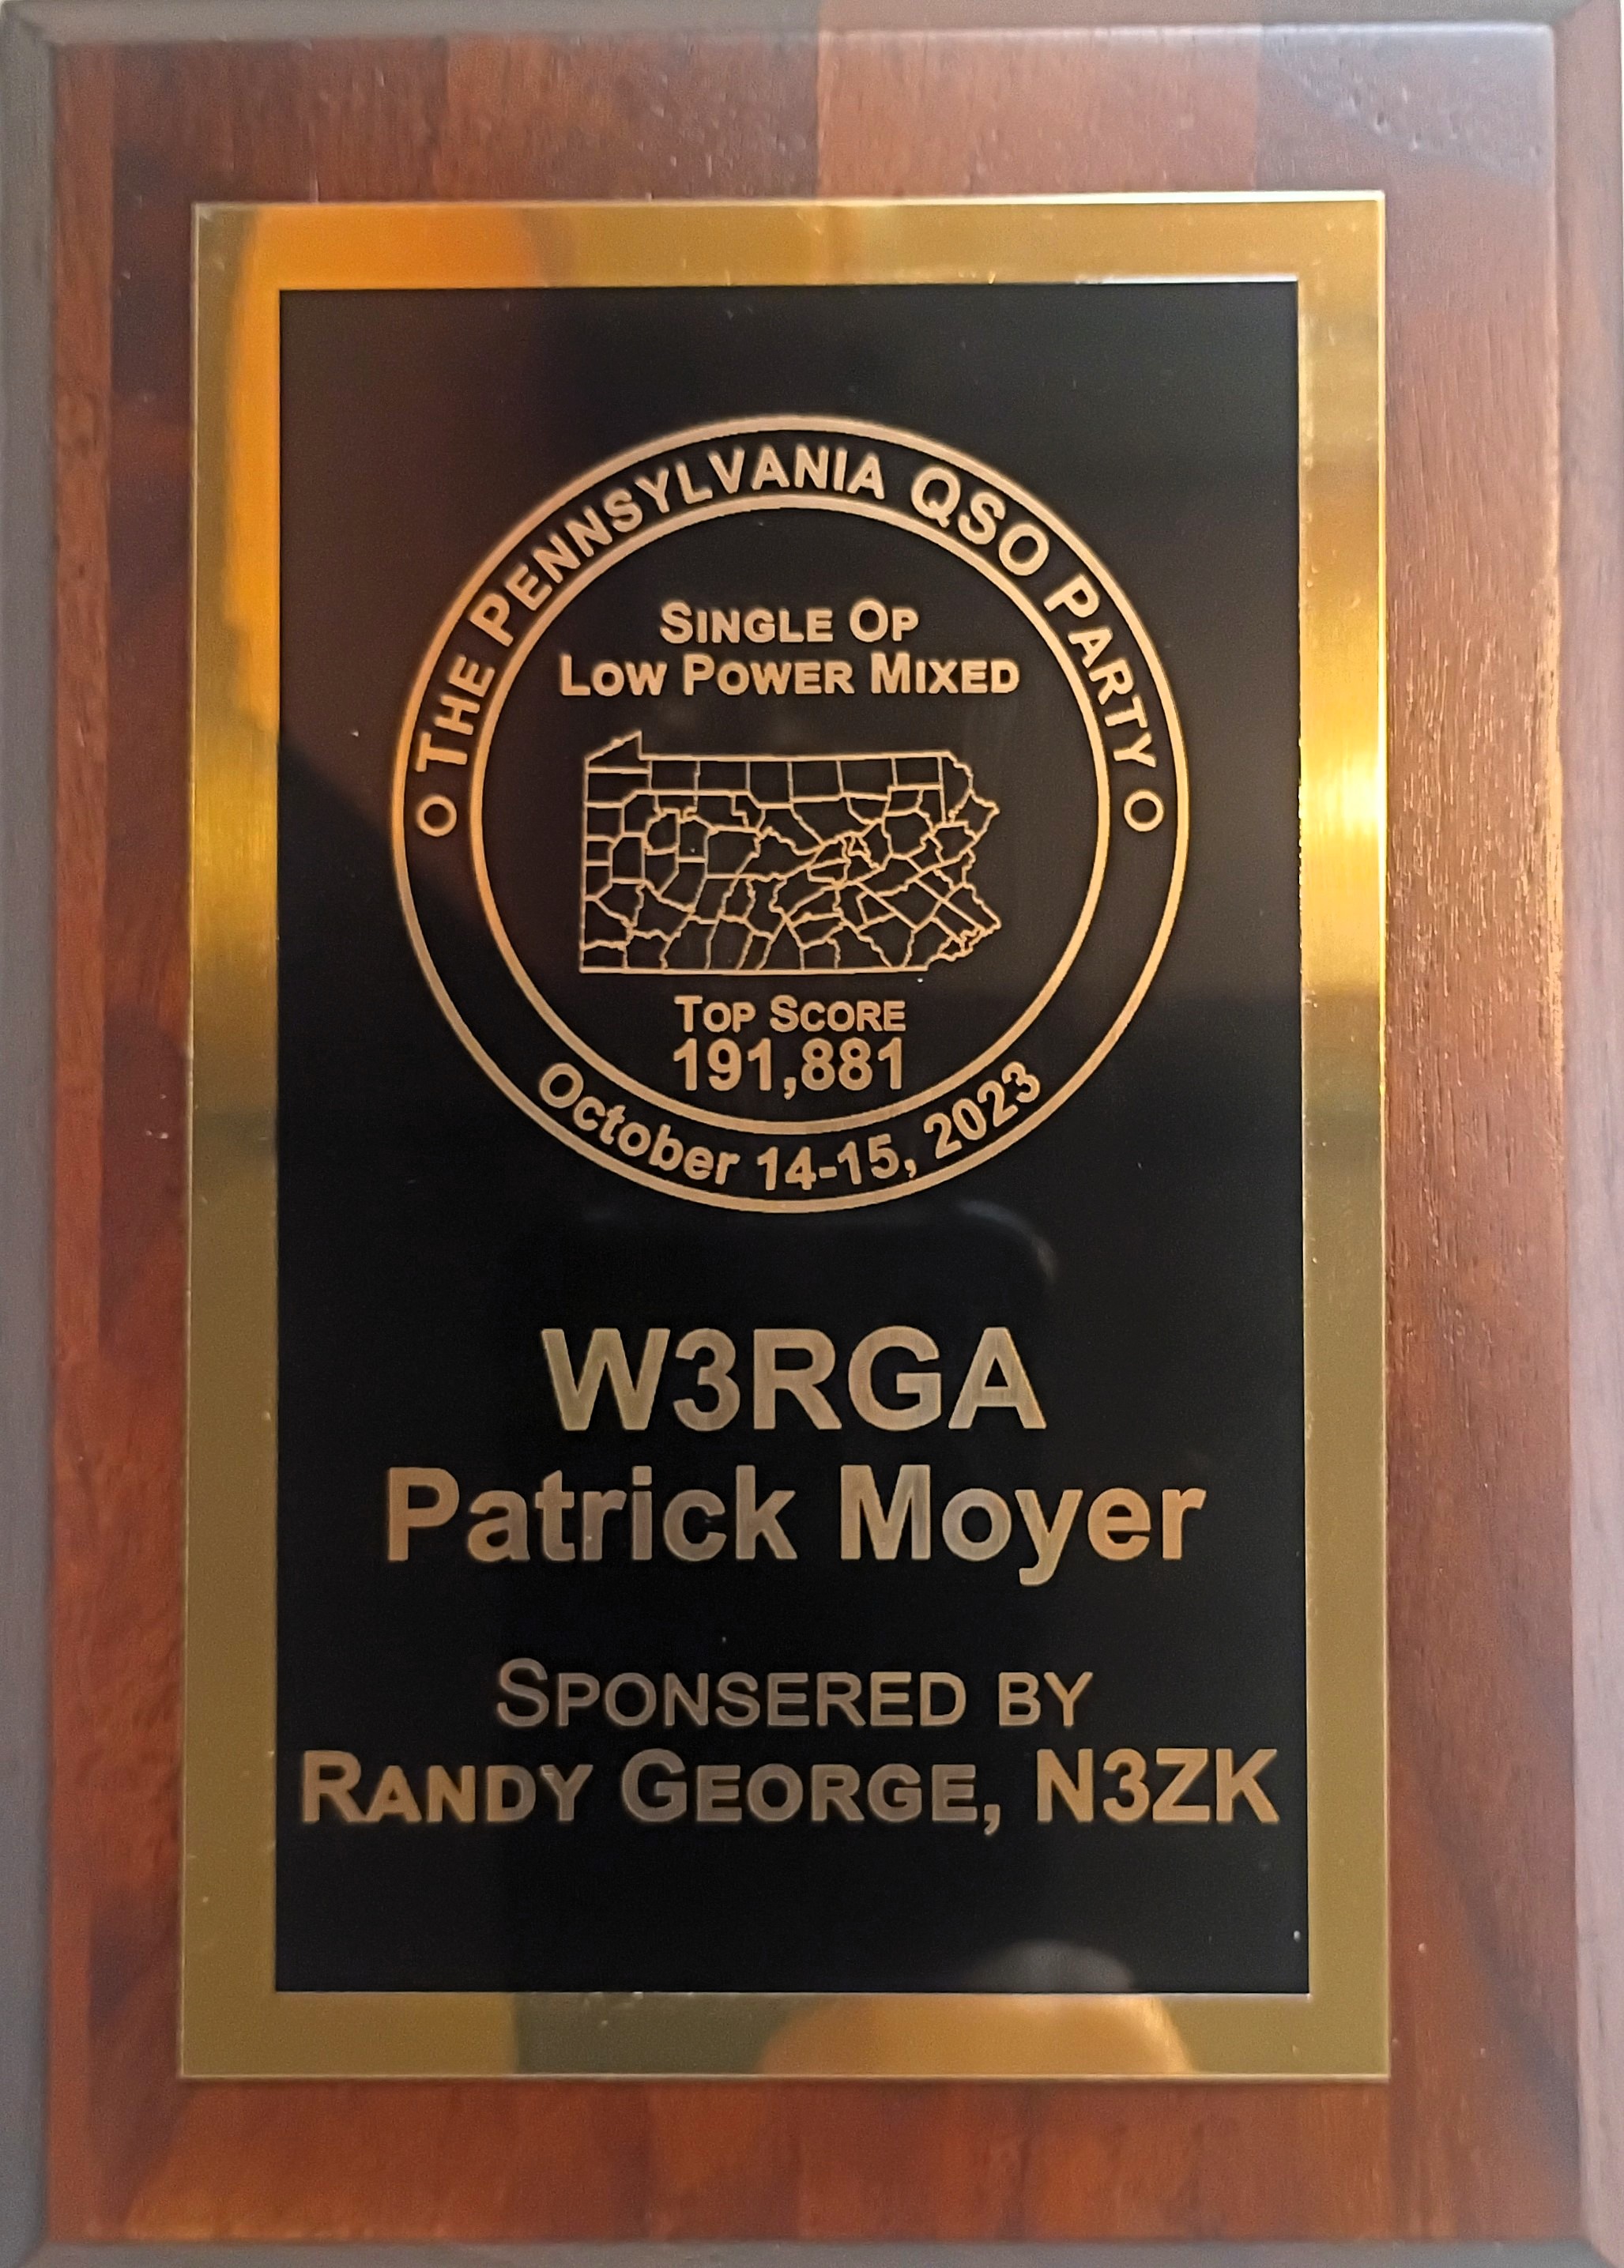 The Pennsylvania QSO Party
Single Op
Low Power Mixed
Top Score
191,881
October 14-15, 2023
W3RGA
Patrick Moyer
Sponsered by
Randy George, N3ZK